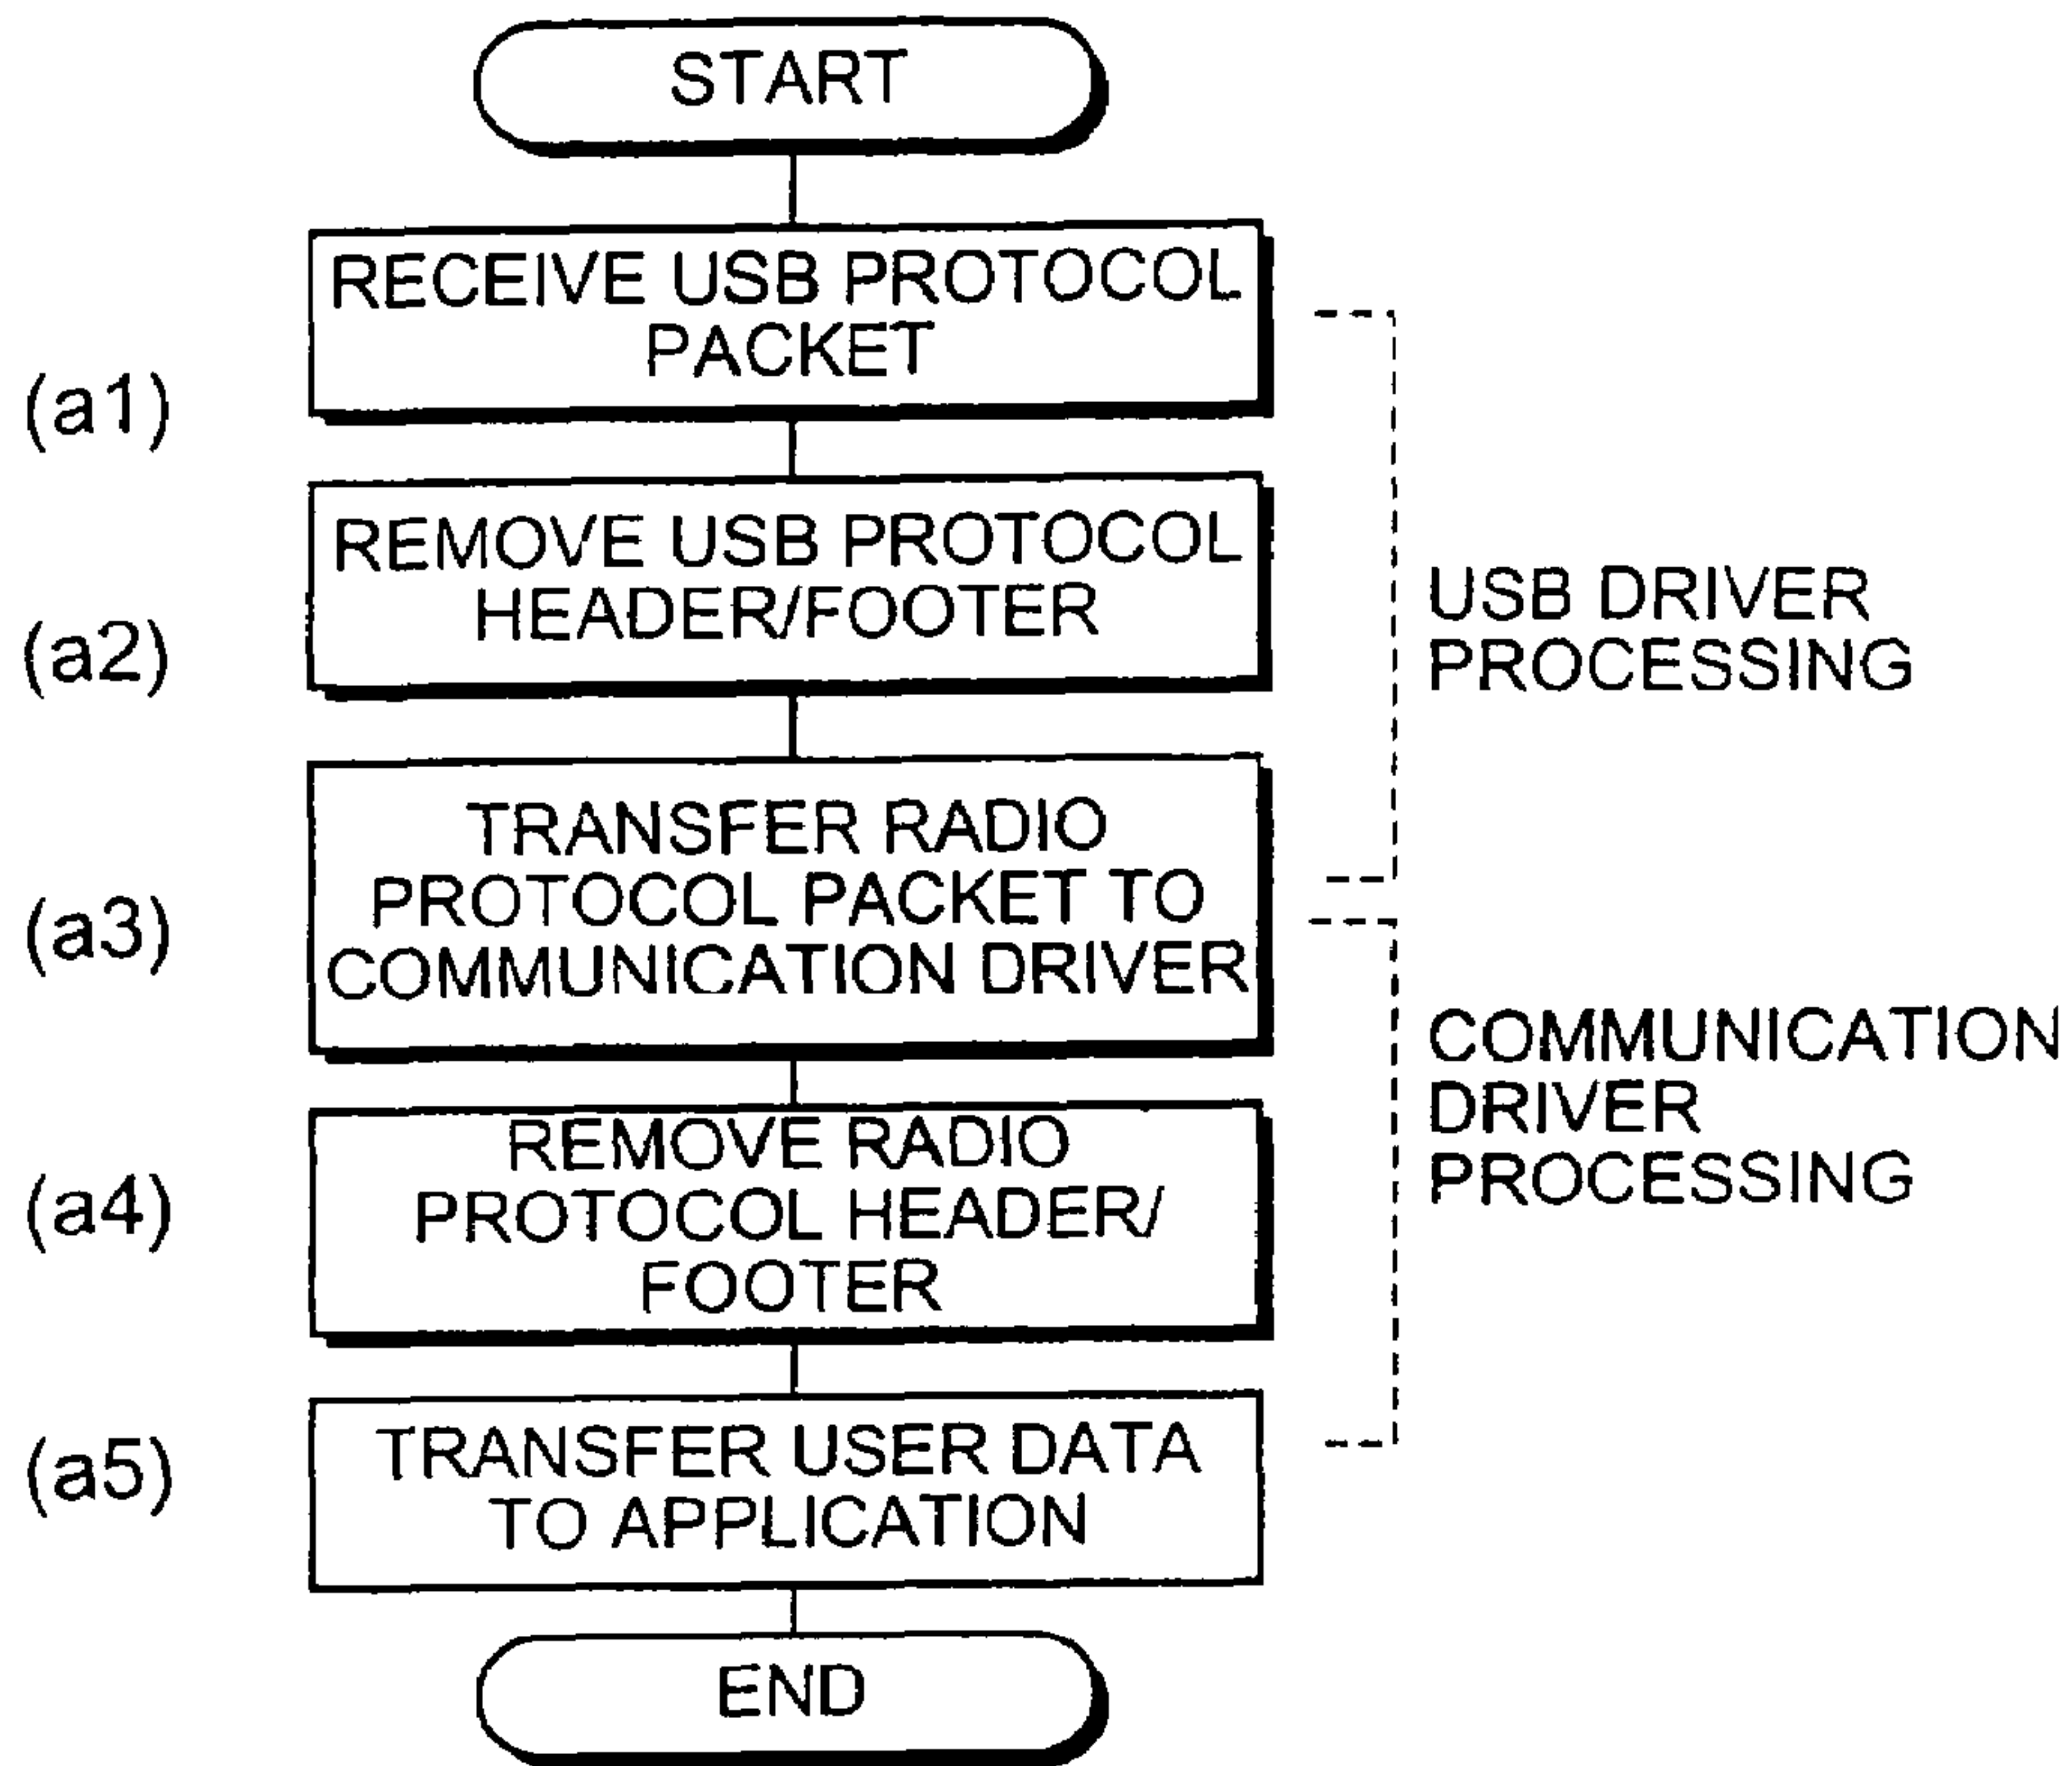 START
RECEIVE USB PROTOCOL
PACKET
(a1)
REMOVE USB PROTOCOL
HEADER/FOOTER
(a2)
USB DRIVER
PROCESSING
TRANSFER RADIO
PROTOCOL PACKET TO
COMMUNICATION DRIVER
(a3)
COMMUNICATION
DRIVER
PROCESSING
REMOVE RADIO
PROTOCOL HEADER/
FOOTER
(a4)
TRANSFER USER DATA
TO APPLICATION
(a5)
END